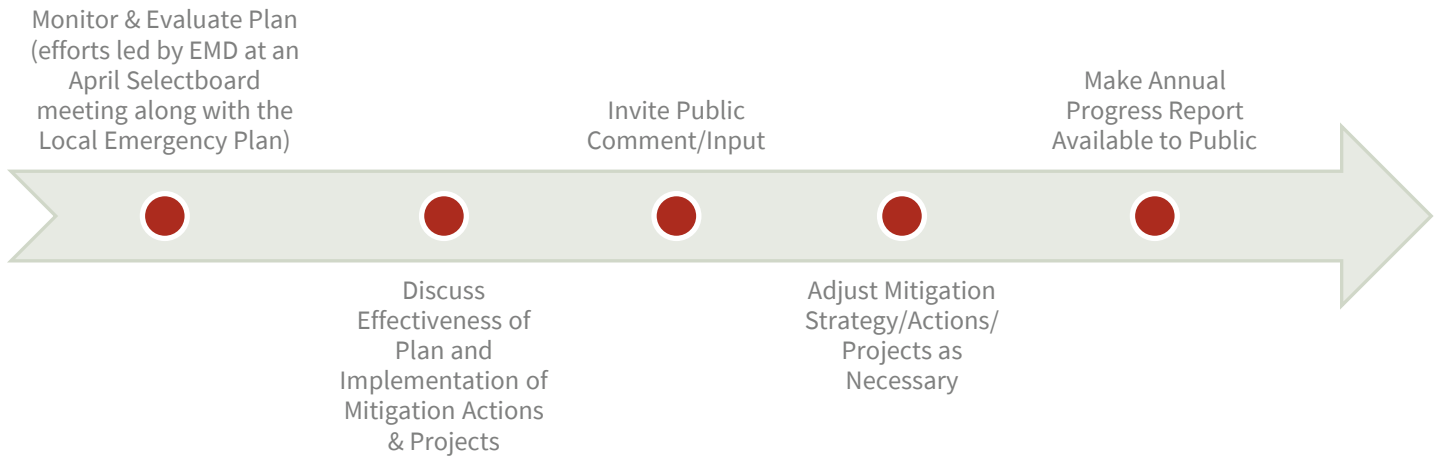 Monitor & Evaluate Plan
(efforts led by EMD at an
April Selectboard
meeting along with the
Local Emergency Plan)
Discuss
Effectiveness of
Plan and
Implementation of
Mitigation Actions
& Projects
Invite Public
Comment/Input
Adjust Mitigation
Strategy/Actions/
Projects as
Necessary
Make Annual
Progress Report
Available to Public